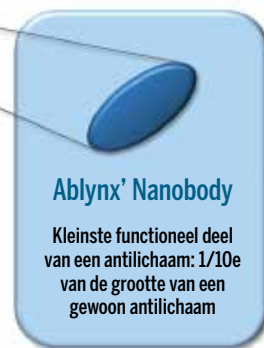 Ablynx’ Nanobody
Kleinste functioneel deel
van een antilichaam: 1/10e
van de grootte van een
gewoon antilichaam